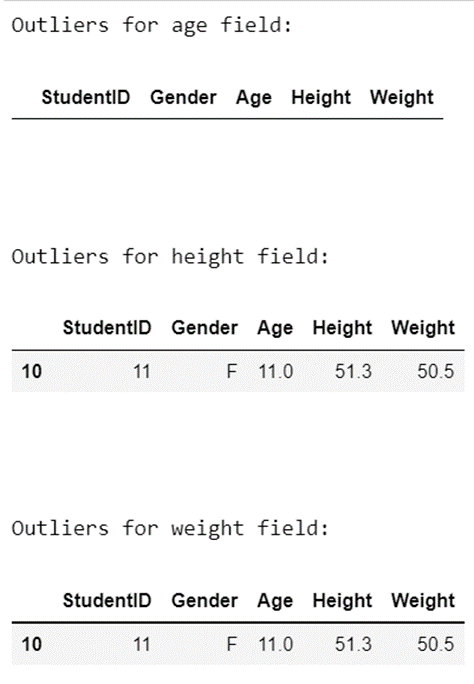 Outliers for age field:
StudentID Gender Age Height Weight
Outliers for height field:
StudentID Gender Age Height Weight
10 11 F 11.0 51.3 50.5
Outliers for weight field:
StudentID Gender Age Height Weight
10 11 F 11.0 51.3 50.5